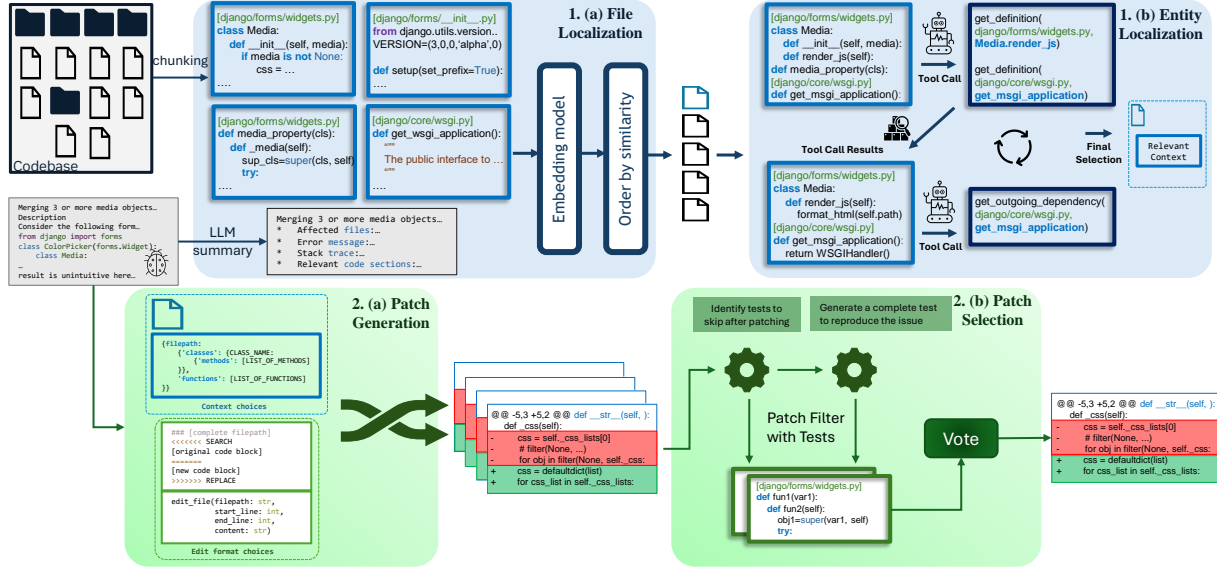 Codebase
chunking
Merging 3 or more media objects…
Description
Consider the following form…
from django import forms
class ColorPicker(forms.Widget):
class Media:
…
result is unintuitive here…
LLM
summary
1. (a) File
Localization
[django/forms/widgets.py]
class Media:
def __init__(self, media):
if media is not None:
css = …
....
[django/forms/__init__.py]
from django.utils.version..
VERSION=(3,0,0,'alpha',0)
def setup(set_prefix=True):
....
[django/forms/widgets.py]
def media_property(cls):
def _media(self):
sup_cls=super(cls, self)
try:
....
[django/core/wsgi.py]
def get_wsgi_application():
"""
The public interface to …
"""
....
Merging 3 or more media objects…
* Affected files:…
* Error message:…
* Stack trace:…
* Relevant code sections:…
Embedding model
Order by similarity
1. (b) Entity
Localization
[django/forms/widgets.py]
class Media:
def __init__(self, media):
def render_js(self):
def media_property(cls):
[django/core/wsgi.py]
def get_msgi_application():
Tool Call
get_definition(
django/forms/widgets.py,
Media.render_js)
get_definition(
django/core/wsgi.py,
get_msgi_application)
Tool Call Results
[django/forms/widgets.py]
class Media:
def render_js(self):
format_html(self.path)
[django/core/wsgi.py]
def get_msgi_application():
return WSGIHandler()
Tool Call
get_outgoing_dependency(
django/core/wsgi.py,
get_msgi_application)
Final
Selection
Relevant
Context
2. (a) Patch
Generation
{filepath:
{'classes': {CLASS_NAME:
{'methods': [LIST_OF_METHODS]
}},
'functions': [LIST_OF_FUNCTIONS]
}}
Context choices
### [complete filepath]
<<<<<<< SEARCH
[original code block]
=======
[new code block]
>>>>>>> REPLACE
edit_file(filepath: str,
start_line: int,
end_line: int,
content: str)
Edit format choices
@@ -5,3 +5,2 @@ def __str__(self, ):
def _css(self):
- css = self._css_lists[0]
- # filter(None, ...)
- for obj in filter(None, self._css:
+ css = defaultdict(list)
+ for css_list in self._css_lists:
2. (b) Patch
Selection
Identify tests to
skip after patching
Generate a complete test
to reproduce the issue
Patch Filter
with Tests
[django/forms/widgets.py]
def fun1(var1):
def fun2(self):
obj1=super(var1, self)
try:
Vote
@@ -5,3 +5,2 @@ def __str__(self, ):
def _css(self):
- css = self._css_lists[0]
- # filter(None, ...)
- for obj in filter(None, self._css:
+ css = defaultdict(list)
+ for css_list in self._css_lists: